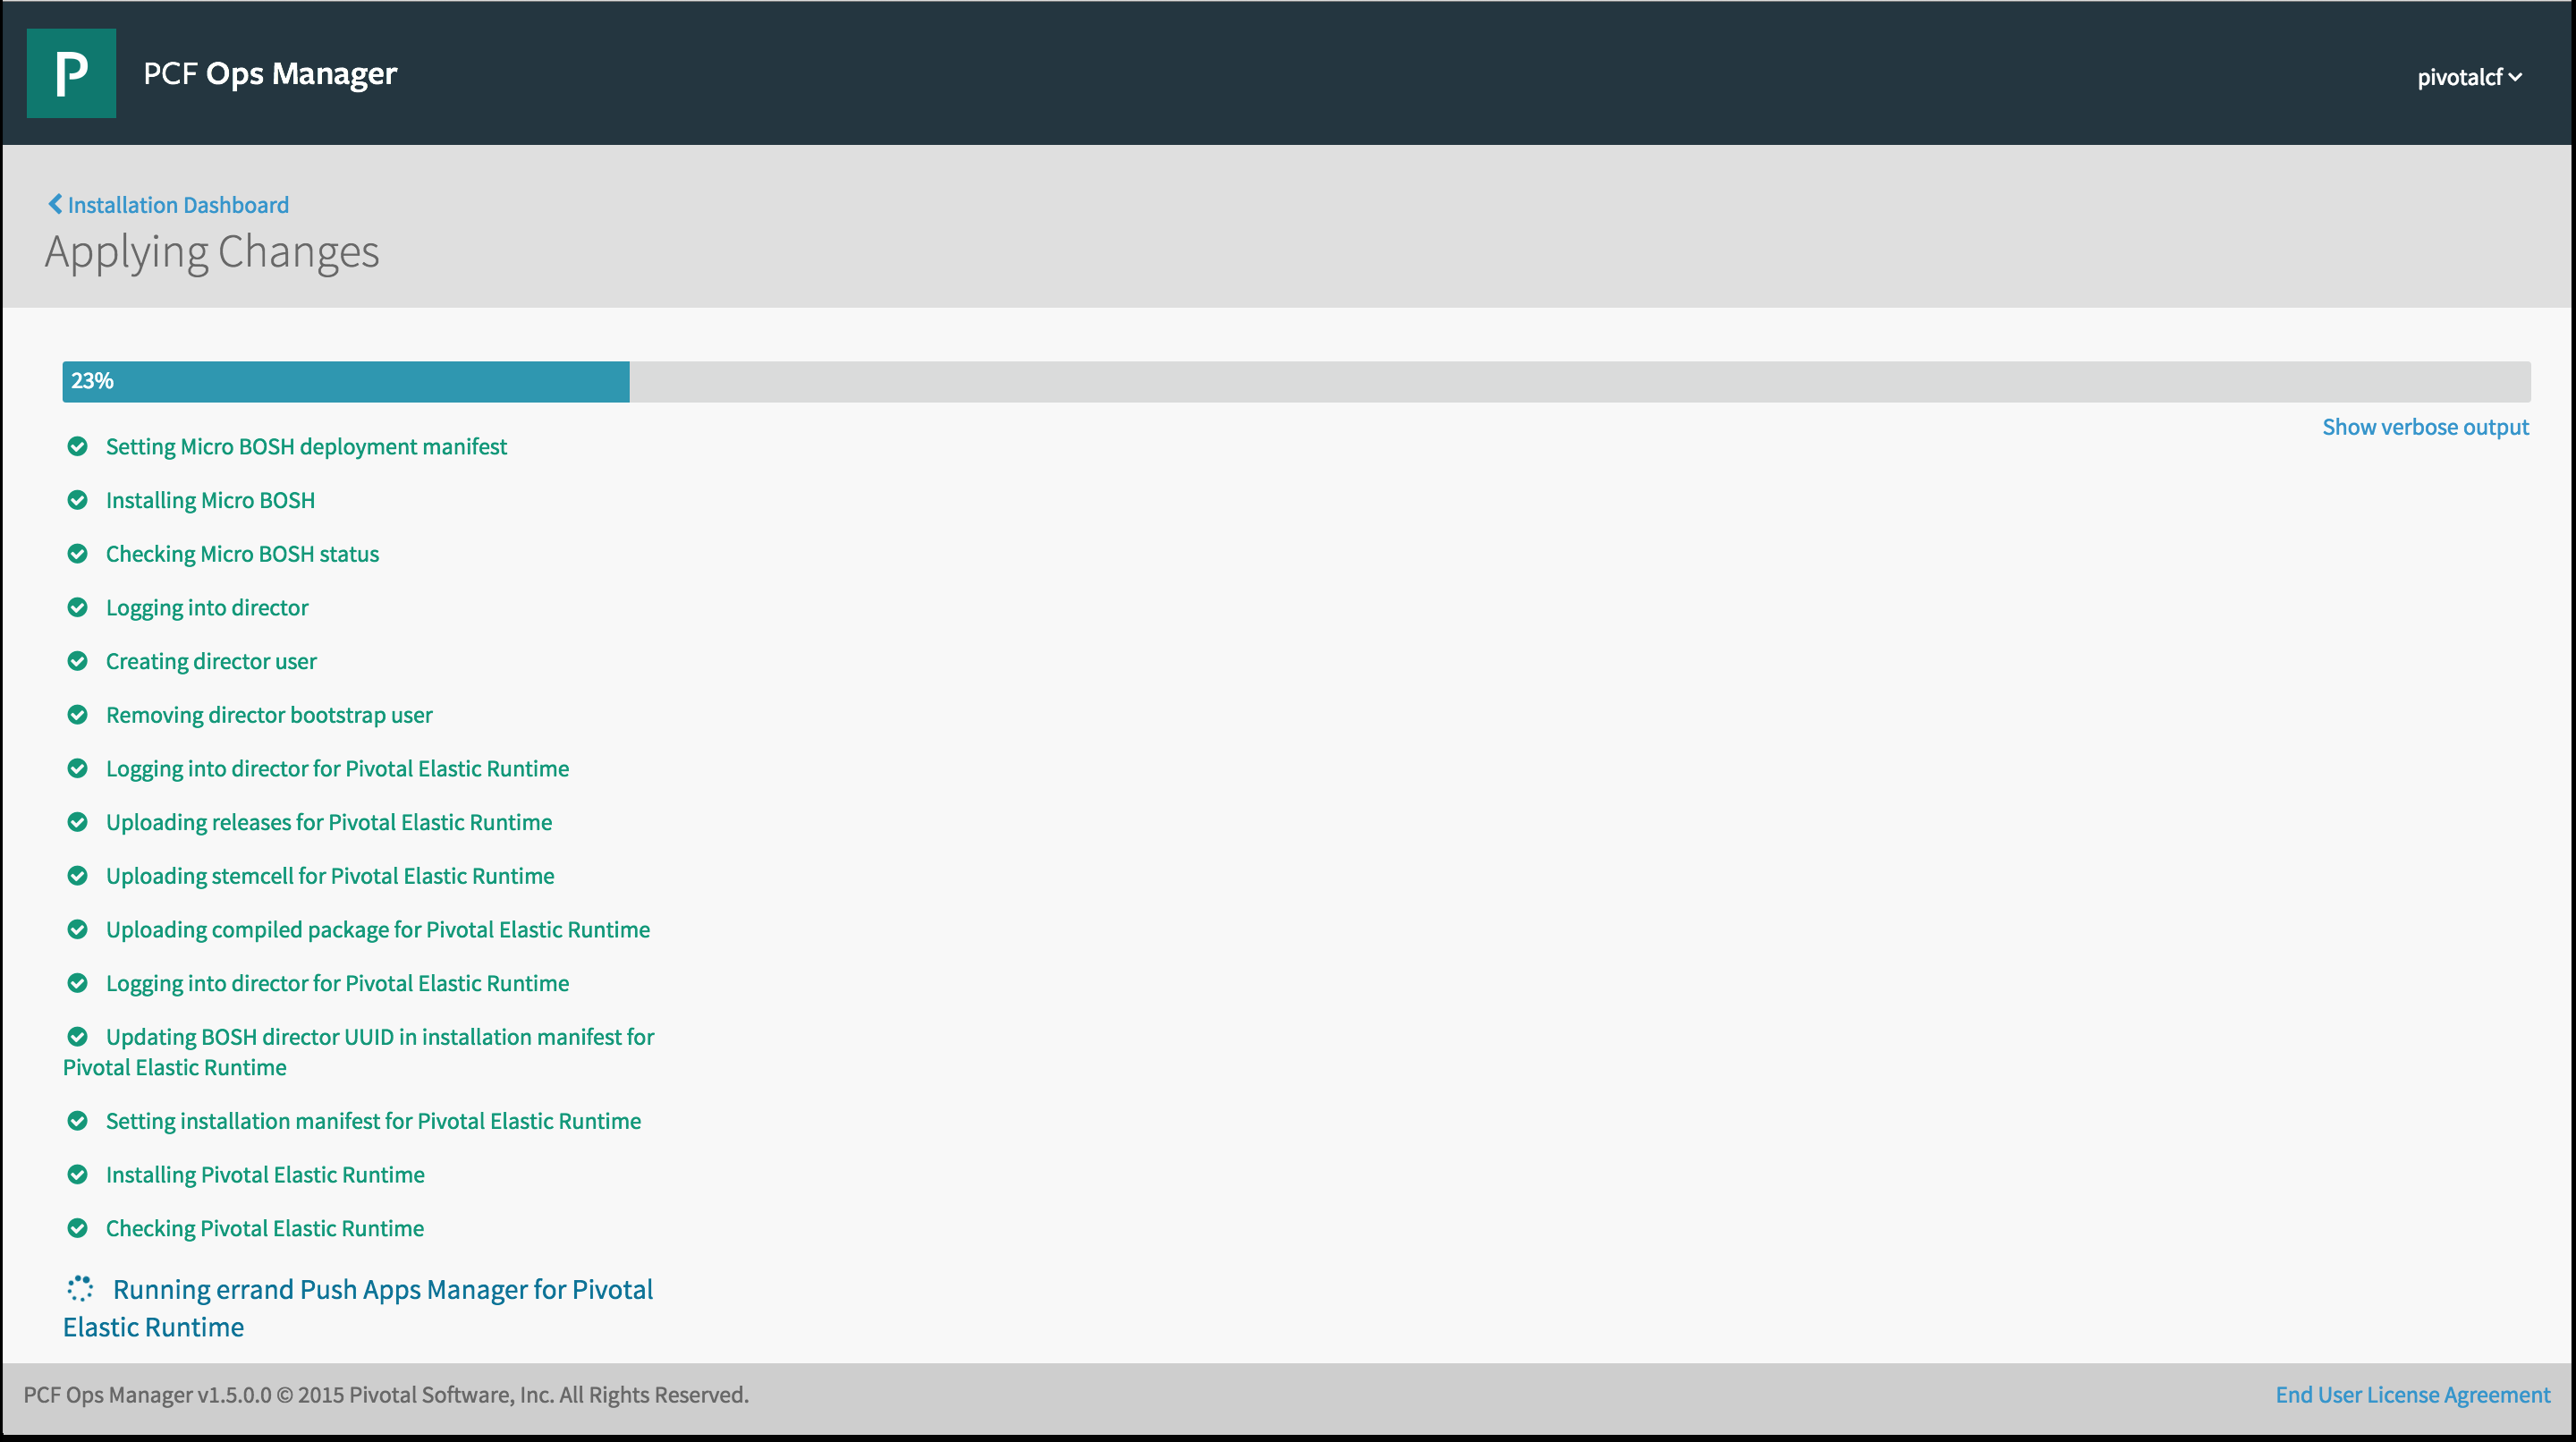 P
PCF Ops Manager
pivotalcf
Installation Dashboard
Applying Changes
23%
Show verbose output
Setting Micro BOSH deployment manifest
Installing Micro BOSH
Checking Micro BOSH status
Logging into director
Creating director user
Removing director bootstrap user
Logging into director for Pivotal Elastic Runtime
Uploading releases for Pivotal Elastic Runtime
Uploading stemcell for Pivotal Elastic Runtime
Uploading compiled package for Pivotal Elastic Runtime
Logging into director for Pivotal Elastic Runtime
Updating BOSH director UUID in installation manifest for
Pivotal Elastic Runtime
Setting installation manifest for Pivotal Elastic Runtime
Installing Pivotal Elastic Runtime
Checking Pivotal Elastic Runtime
Running errand Push Apps Manager for Pivotal
Elastic Runtime
PCF Ops Manager v1.5.0.0 © 2015 Pivotal Software, Inc. All Rights Reserved.
End User License Agreement